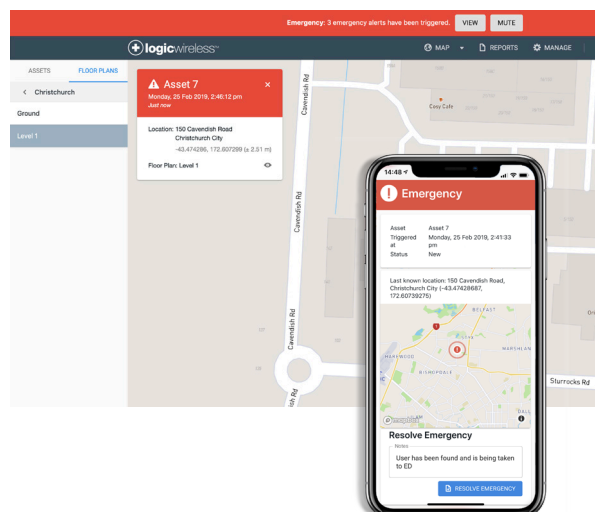 Emergency: 3 emergency alerts have been triggered. VIEW MUTE
logicwireless
MAP REPORTS MANAGE
ASSETS FLOOR PLANS
Christchurch
Ground
Level 1
Asset 7
Monday, 25 Feb 2019, 2:46:12 pm
Just now
Location: 150 Cavendish Road
Christchurch City
-43.474286, 172.607299 (± 2.51 m)
Floor Plan: Level 1
Cavendish Rd
Cavendish Rd
Cavendish Rd
Cosy Cafe
Sturrocks Rd
14:48
Emergency
Asset Asset 7
Triggered at Monday, 25 Feb 2019, 2:41:33 pm
Status New
Last known location: 150 Cavendish Road,
Christchurch City (-43.47428687,
172.60739275)
BELFAST
HAREWOOD
MARSHLAN
BISHOPDALE
mapbox
Resolve Emergency
Notes
User has been found and is being taken
to ED
RESOLVE EMERGENCY